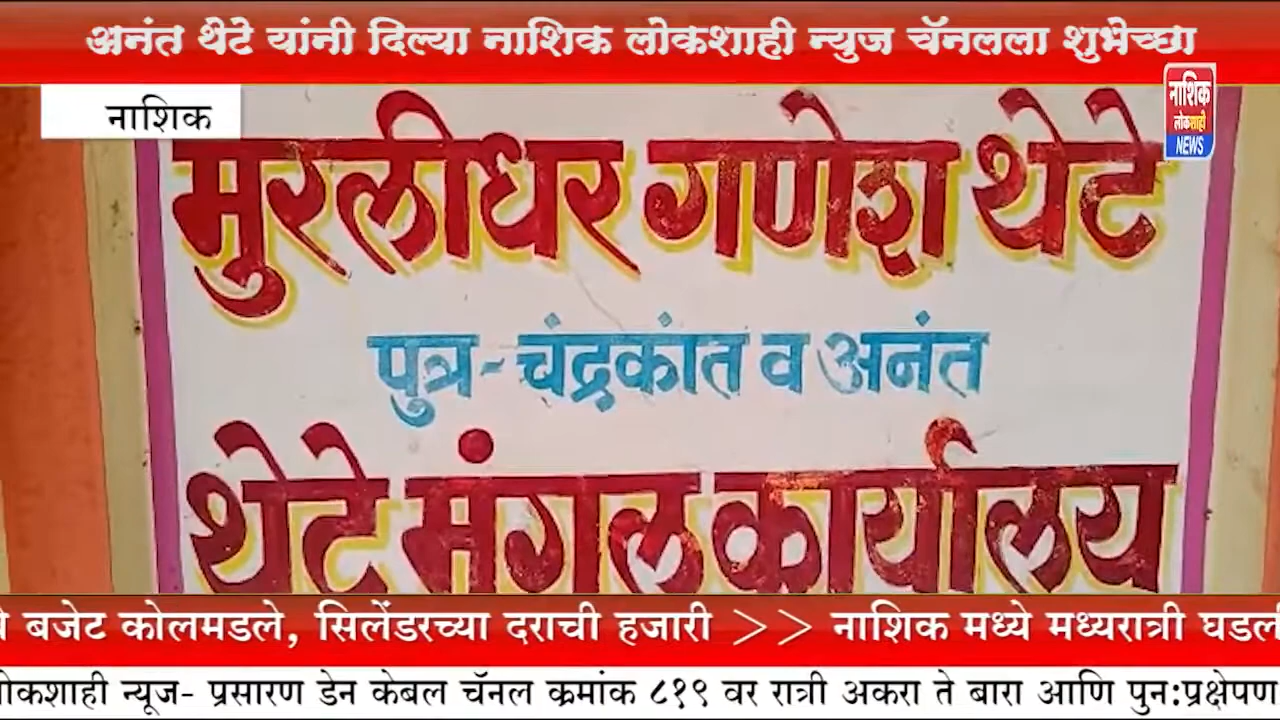 अनंत थेटे यांनी दिल्या नाशिक लोकशाही न्युज चॅनलला शुभेच्छा
नाशिक
नाशिक
लोकशाही
NEWS
मुरलीधर गणेश थेटे
पुत्र-चंद्रकांत व अनंत
थेटे मंगल कार्यालय
बजेट कोलमडले, सिलेंडरच्या दराची हजारी >> नाशिक मध्ये मध्यरात्री घडल
लोकशाही न्यूज- प्रसारण डेन केबल चॅनल क्रमांक ८१९ वर रात्री अकरा ते बारा आणि पुन:प्रक्षेपण